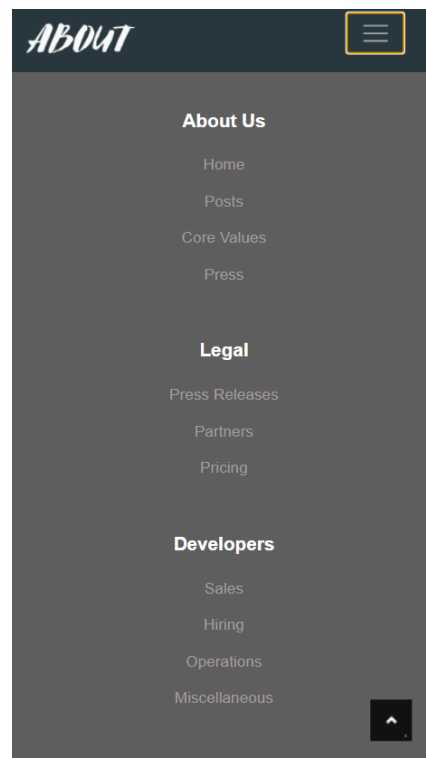 ABOUT
About Us
Home
Posts
Core Values
Press
Legal
Press Releases
Partners
Pricing
Developers
Sales
Hiring
Operations
Miscellaneous